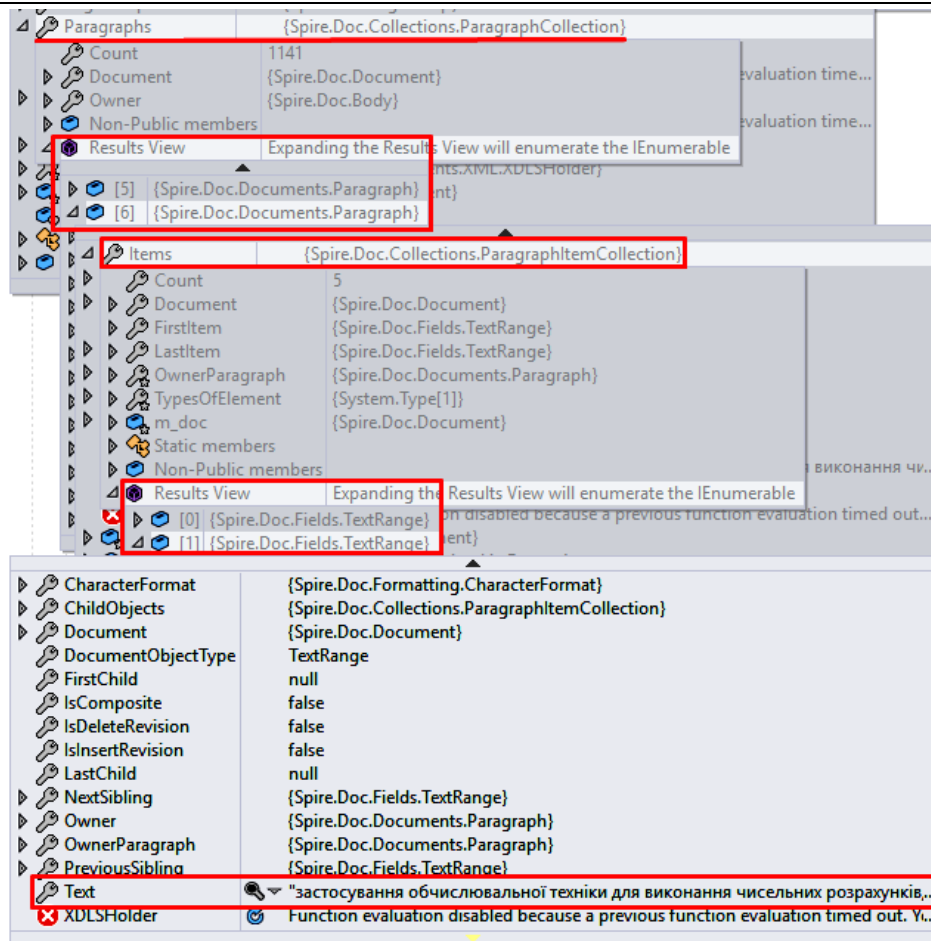 Paragraphs {Spire.Doc.Collections.ParagraphCollection}
Count 1141
Document {Spire.Doc.Document} evaluation time...
Owner {Spire.Doc.Body}
Non-Public members evaluation time...
Results View Expanding the Results View will enumerate the IEnumerable
[5] {Spire.Doc.Documents.Paragraph} ents.XML.XDLSHolder}
[6] {Spire.Doc.Documents.Paragraph} ent}
Items {Spire.Doc.Collections.ParagraphItemCollection}
Count 5
Document {Spire.Doc.Document}
FirstItem {Spire.Doc.Fields.TextRange}
LastItem {Spire.Doc.Fields.TextRange}
OwnerParagraph {Spire.Doc.Documents.Paragraph}
TypesOfElement {System.Type[1]}
m_doc {Spire.Doc.Document}
Static members
Non-Public members виконання чи...
Results View Expanding the Results View will enumerate the IEnumerable
[0] {Spire.Doc.Fields.TextRange} on disabled because a previous function evaluation timed out...
[1] {Spire.Doc.Fields.TextRange} ent}
CharacterFormat {Spire.Doc.Formatting.CharacterFormat}
ChildObjects {Spire.Doc.Collections.ParagraphItemCollection}
Document {Spire.Doc.Document}
DocumentObjectType TextRange
FirstChild null
IsComposite false
IsDeleteRevision false
IsInsertRevision false
LastChild null
NextSibling {Spire.Doc.Fields.TextRange}
Owner {Spire.Doc.Documents.Paragraph}
OwnerParagraph {Spire.Doc.Documents.Paragraph}
PreviousSibling {Spire.Doc.Fields.TextRange}
Text "застосування обчислювальної техніки для виконання чисельних розрахунків,...
XDLSHolder Function evaluation disabled because a previous function evaluation timed out. Yo...